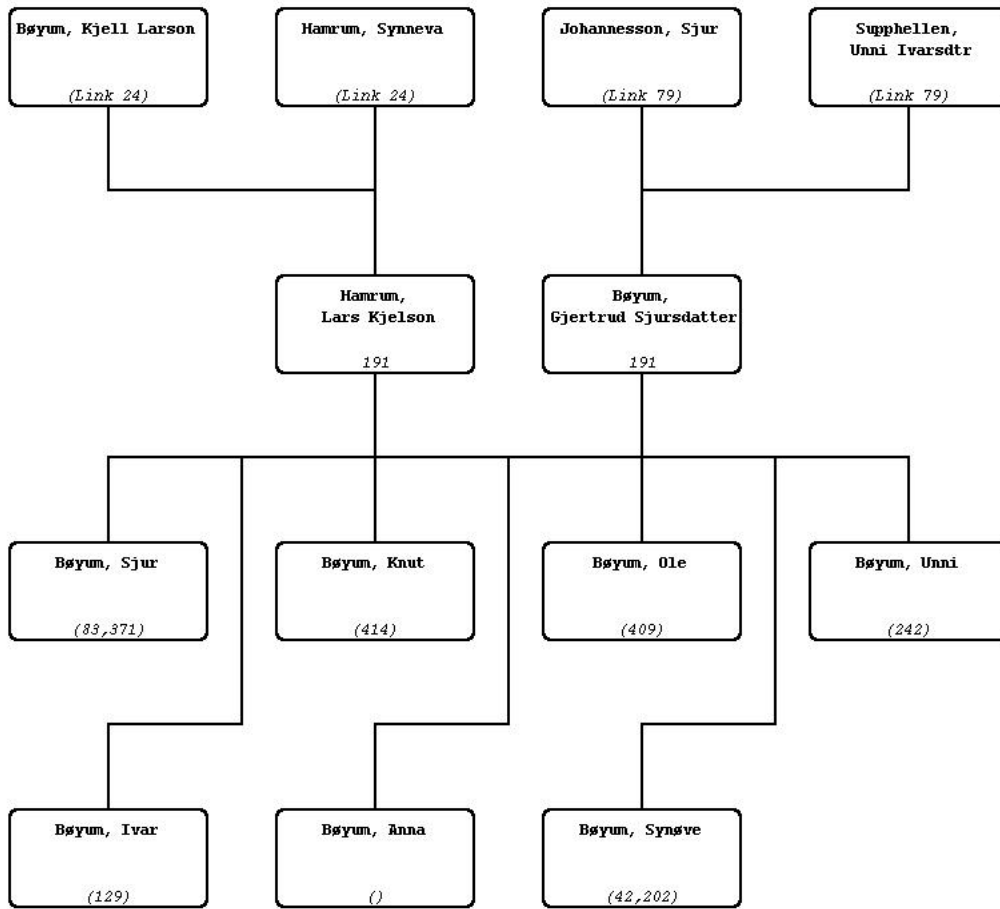 Bøyum, Kjell Larson
(Link 24)
Hamrum, Synneva
(Link 24)
Johannesson, Sjur
(Link 79)
Supphellen,
Unni Ivarsdtr
(Link 79)
Hamrum,
Lars Kjelson
191
Bøyum,
Gjertrud Sjursdatter
191
Bøyum, Sjur
(83,371)
Bøyum, Knut
(414)
Bøyum, Ole
(409)
Bøyum, Unni
(242)
Bøyum, Ivar
(129)
Bøyum, Anna
()
Bøyum, Synøve
(42,202)